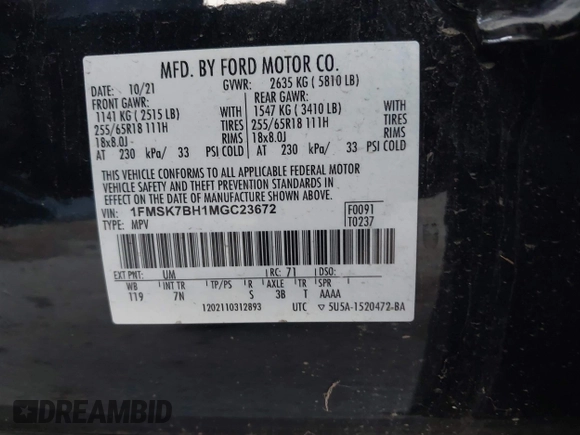 MFD. BY FORD MOTOR CO.
DATE: 10/21 GVWR: 2635 KG ( 5810 LB)
FRONT GAWR: REAR GAWR:
1141 KG ( 2515 LB) WITH 1547 KG ( 3410 LB) WITH
255/65R18 111H TIRES 255/65R18 111H TIRES
18x8.0J RIMS 18x8.0J RIMS
AT 230 kPa/ 33 PSI COLD AT 230 kPa/ 33 PSI COLD
THIS VEHICLE CONFORMS TO ALL APPLICABLE FEDERAL MOTOR
VEHICLE SAFETY AND THEFT PREVENTION STANDARDS IN
EFFECT ON THE DATE OF MANUFACTURE SHOWN ABOVE.
VIN: 1FMSK7BH1MGC23672 F0091
TYPE: MPV T0237
EXT PNT: UM RC: 71 DSO:
WB INT TR TP/PS R AXLE TR SPR
119 7N S 3B T AAAA
1202110312893 UTC ▽ 5U5A-1520472-BA
DREAMBID